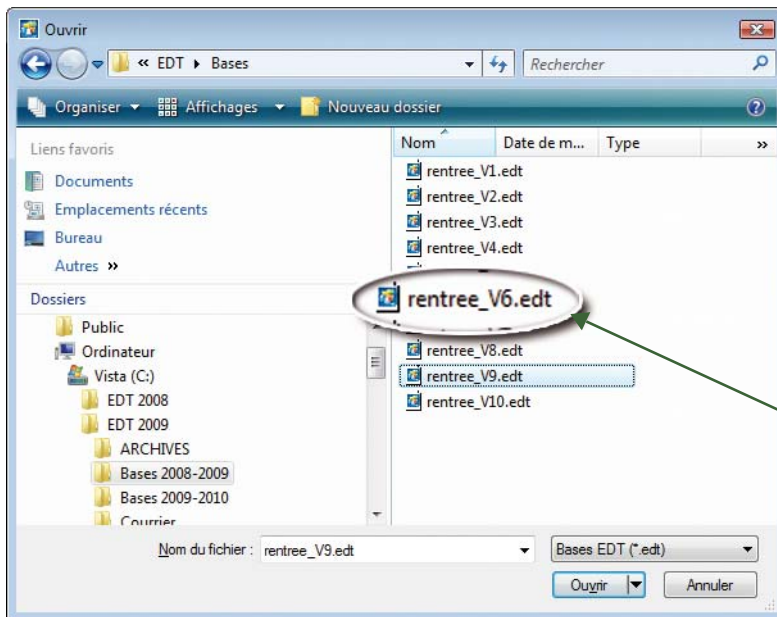 Ouvrir
« EDT Bases
Rechercher
Organiser Affichages Nouveau dossier
Liens favoris
Documents
Emplacements récents
Bureau
Autres »
Dossiers
Public
Ordinateur
Vista (C:)
EDT 2008
EDT 2009
ARCHIVES
Bases 2008-2009
Bases 2009-2010
Courrier
Nom Date de m... Type »
rentree_V1.edt
rentree_V2.edt
rentree_V3.edt
rentree_V4.edt
rentree_V6.edt
rentree_V8.edt
rentree_V9.edt
rentree_V10.edt
Nom du fichier : rentree_V9.edt
Bases EDT (*.edt)
Ouvrir Annuler